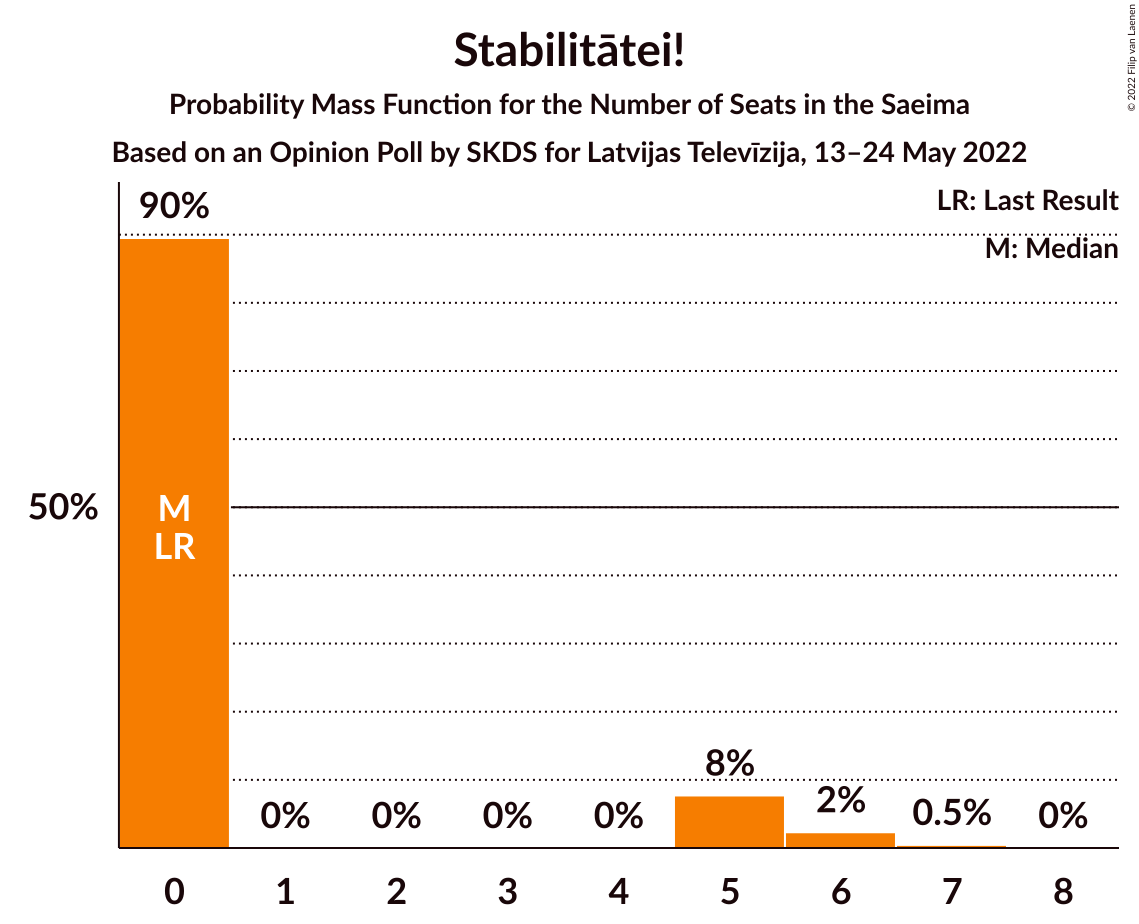 Stabilitātei!
Probability Mass Function for the Number of Seats in the Saeima
Based on an Opinion Poll by SKDS for Latvijas Televīzija, 13–24 May 2022
© 2022 Filip van Laenen
LR: Last Result
M: Median
90%
50%
M
LR
0% 0% 0% 0% 8% 2% 0.5% 0%
0 1 2 3 4 5 6 7 8